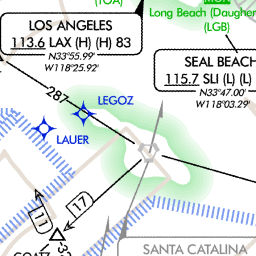 (TOA)
Long Beach (Daugher
(LGB)
LOS ANGELES
113.6 LAX (H) (H) 83
N33°55.99'
W118°25.92'
SEAL BEACH
115.7 SLI (L) (L)
N33°47.00'
W118°03.29'
287
LEGOZ
LAUER
17
11
SANTA CATALINA